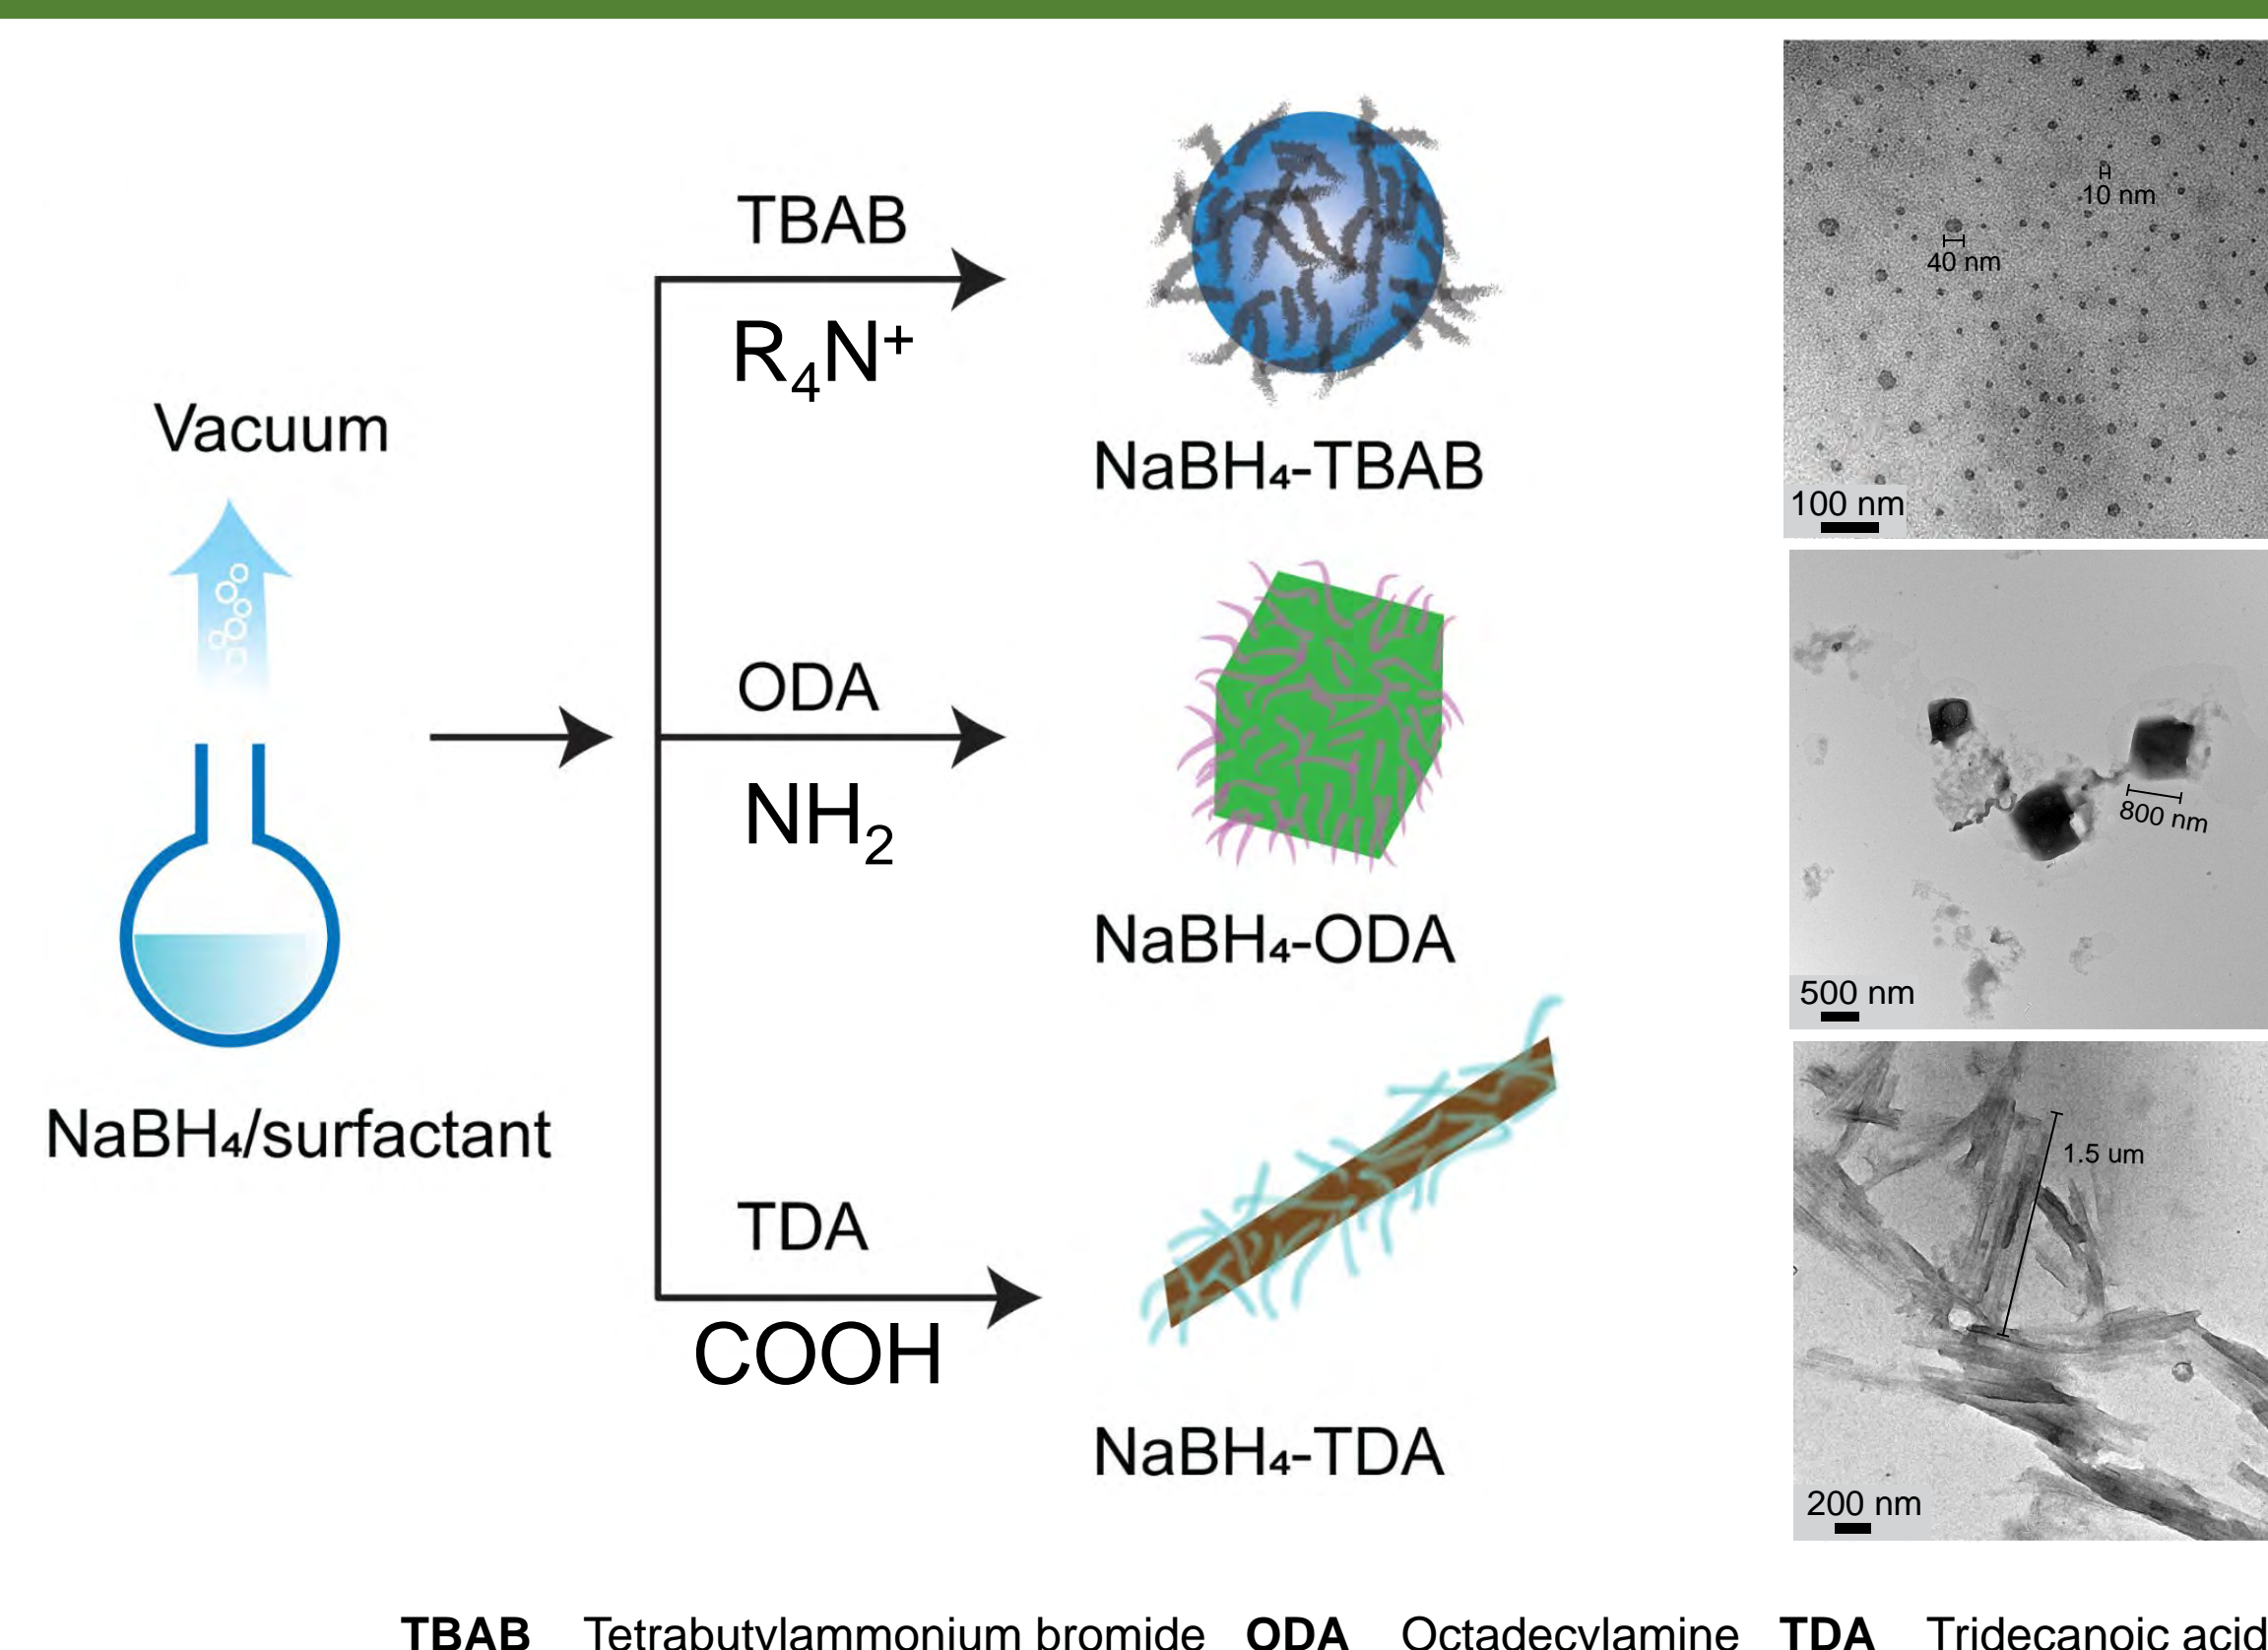 Vacuum
NaBH₄/surfactant
TBAB
R₄N⁺
NaBH₄-TBAB
ODA
NH₂
NaBH₄-ODA
TDA
COOH
NaBH₄-TDA
10 nm
40 nm
100 nm
800 nm
500 nm
1.5 um
200 nm
TBAB Tetrabutylammonium bromide ODA Octadecylamine TDA Tridecanoic acid